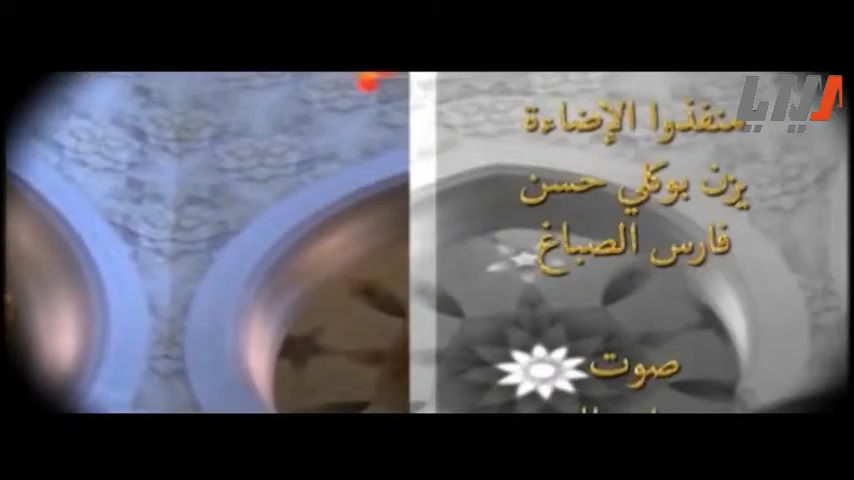 منفذوا الإضاءة
يزن بوكلي حسن
فارس الصباغ
صوت